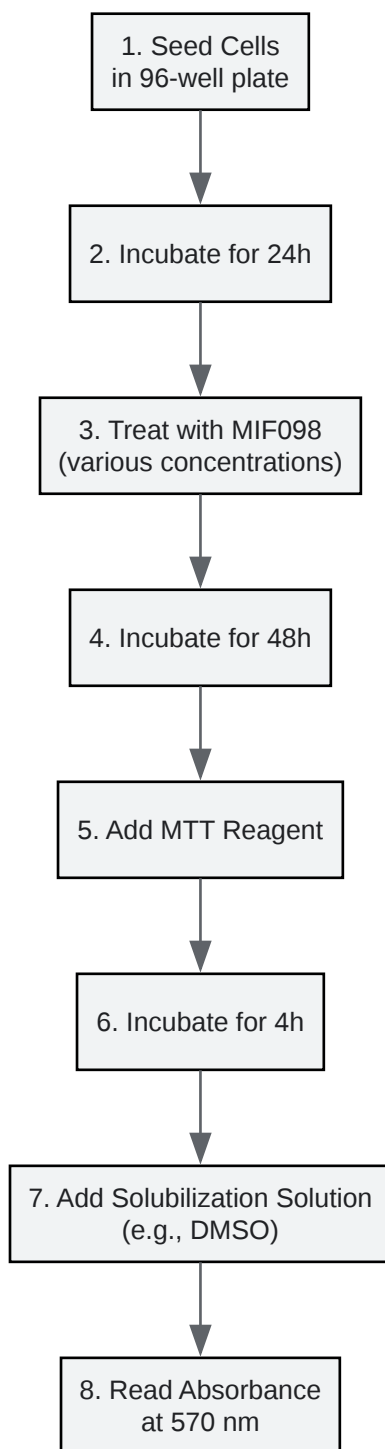 1. Seed Cells
in 96-well plate
2. Incubate for 24h
3. Treat with MIF098
(various concentrations)
4. Incubate for 48h
5. Add MTT Reagent
6. Incubate for 4h
7. Add Solubilization Solution
(e.g., DMSO)
8. Read Absorbance
at 570 nm